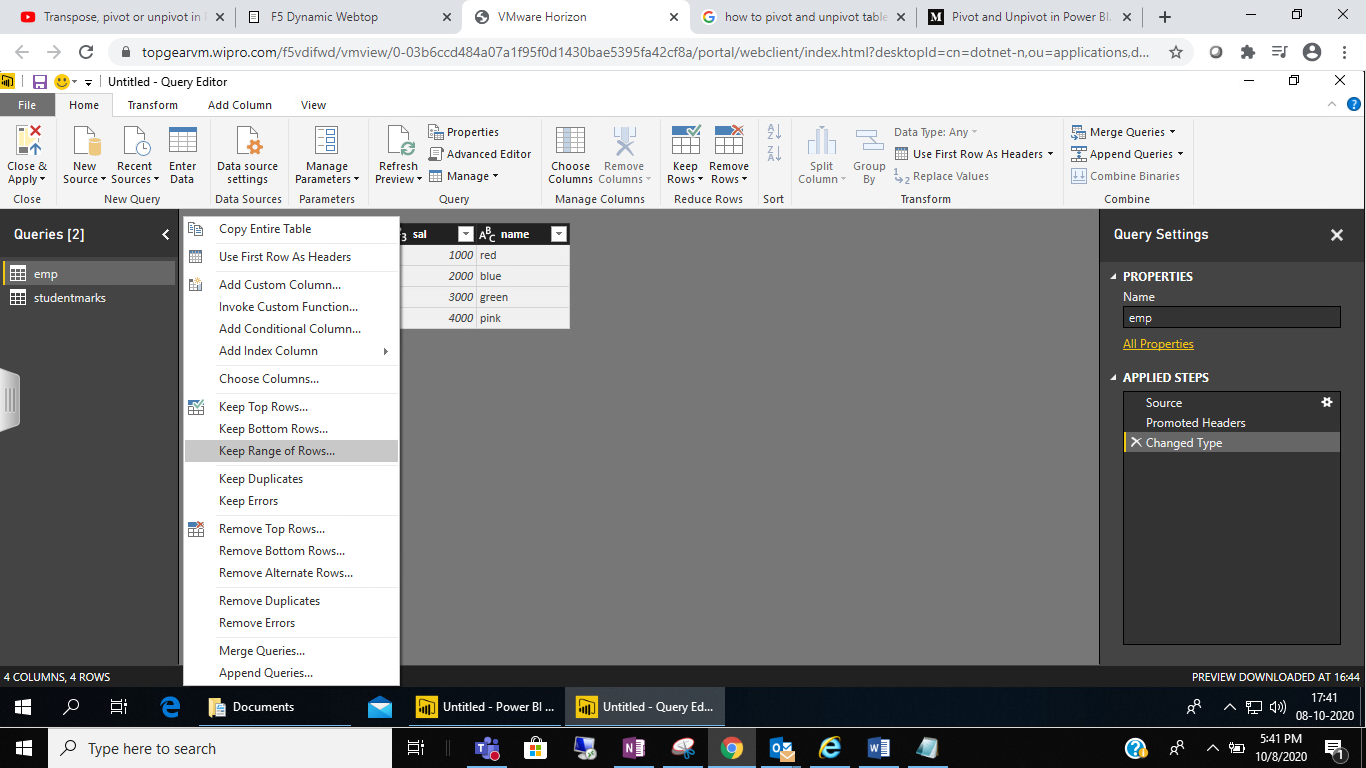 Transpose, pivot or unpivot in
F5 Dynamic Webtop
VMware Horizon
how to pivot and unpivot table
Pivot and Unpivot in Power BI.
topgearvm.wipro.com/f5vdifwd/vmview/0-03b6ccd484a07a1f95f0d1430bae5395fa42cf8a/portal/webclient/index.html?desktopId=cn=dotnet-n,ou=applications,d...
Untitled - Query Editor
File Home Transform Add Column View
Close & Apply
New Source
Recent Sources
Enter Data
Data source settings
Manage Parameters
Refresh Preview
Properties
Advanced Editor
Manage
Choose Columns
Remove Columns
Keep Rows
Remove Rows
Split Column
Group By
Data Type: Any
Use First Row As Headers
Replace Values
Merge Queries
Append Queries
Combine Binaries
Close New Query Data Sources Parameters Query Manage Columns Reduce Rows Sort Transform Combine
Queries [2]
emp
studentmarks
Copy Entire Table
Use First Row As Headers
Add Custom Column...
Invoke Custom Function...
Add Conditional Column...
Add Index Column
Choose Columns...
Keep Top Rows...
Keep Bottom Rows...
Keep Range of Rows...
Keep Duplicates
Keep Errors
Remove Top Rows...
Remove Bottom Rows...
Remove Alternate Rows...
Remove Duplicates
Remove Errors
Merge Queries...
Append Queries...
3 sal ABC name
1000 red
2000 blue
3000 green
4000 pink
Query Settings
PROPERTIES
Name
emp
All Properties
APPLIED STEPS
Source
Promoted Headers
Changed Type
4 COLUMNS, 4 ROWS
PREVIEW DOWNLOADED AT 16:44
Documents
Untitled - Power BI ...
Untitled - Query Ed...
17:41
08-10-2020
Type here to search
5:41 PM
10/8/2020
1